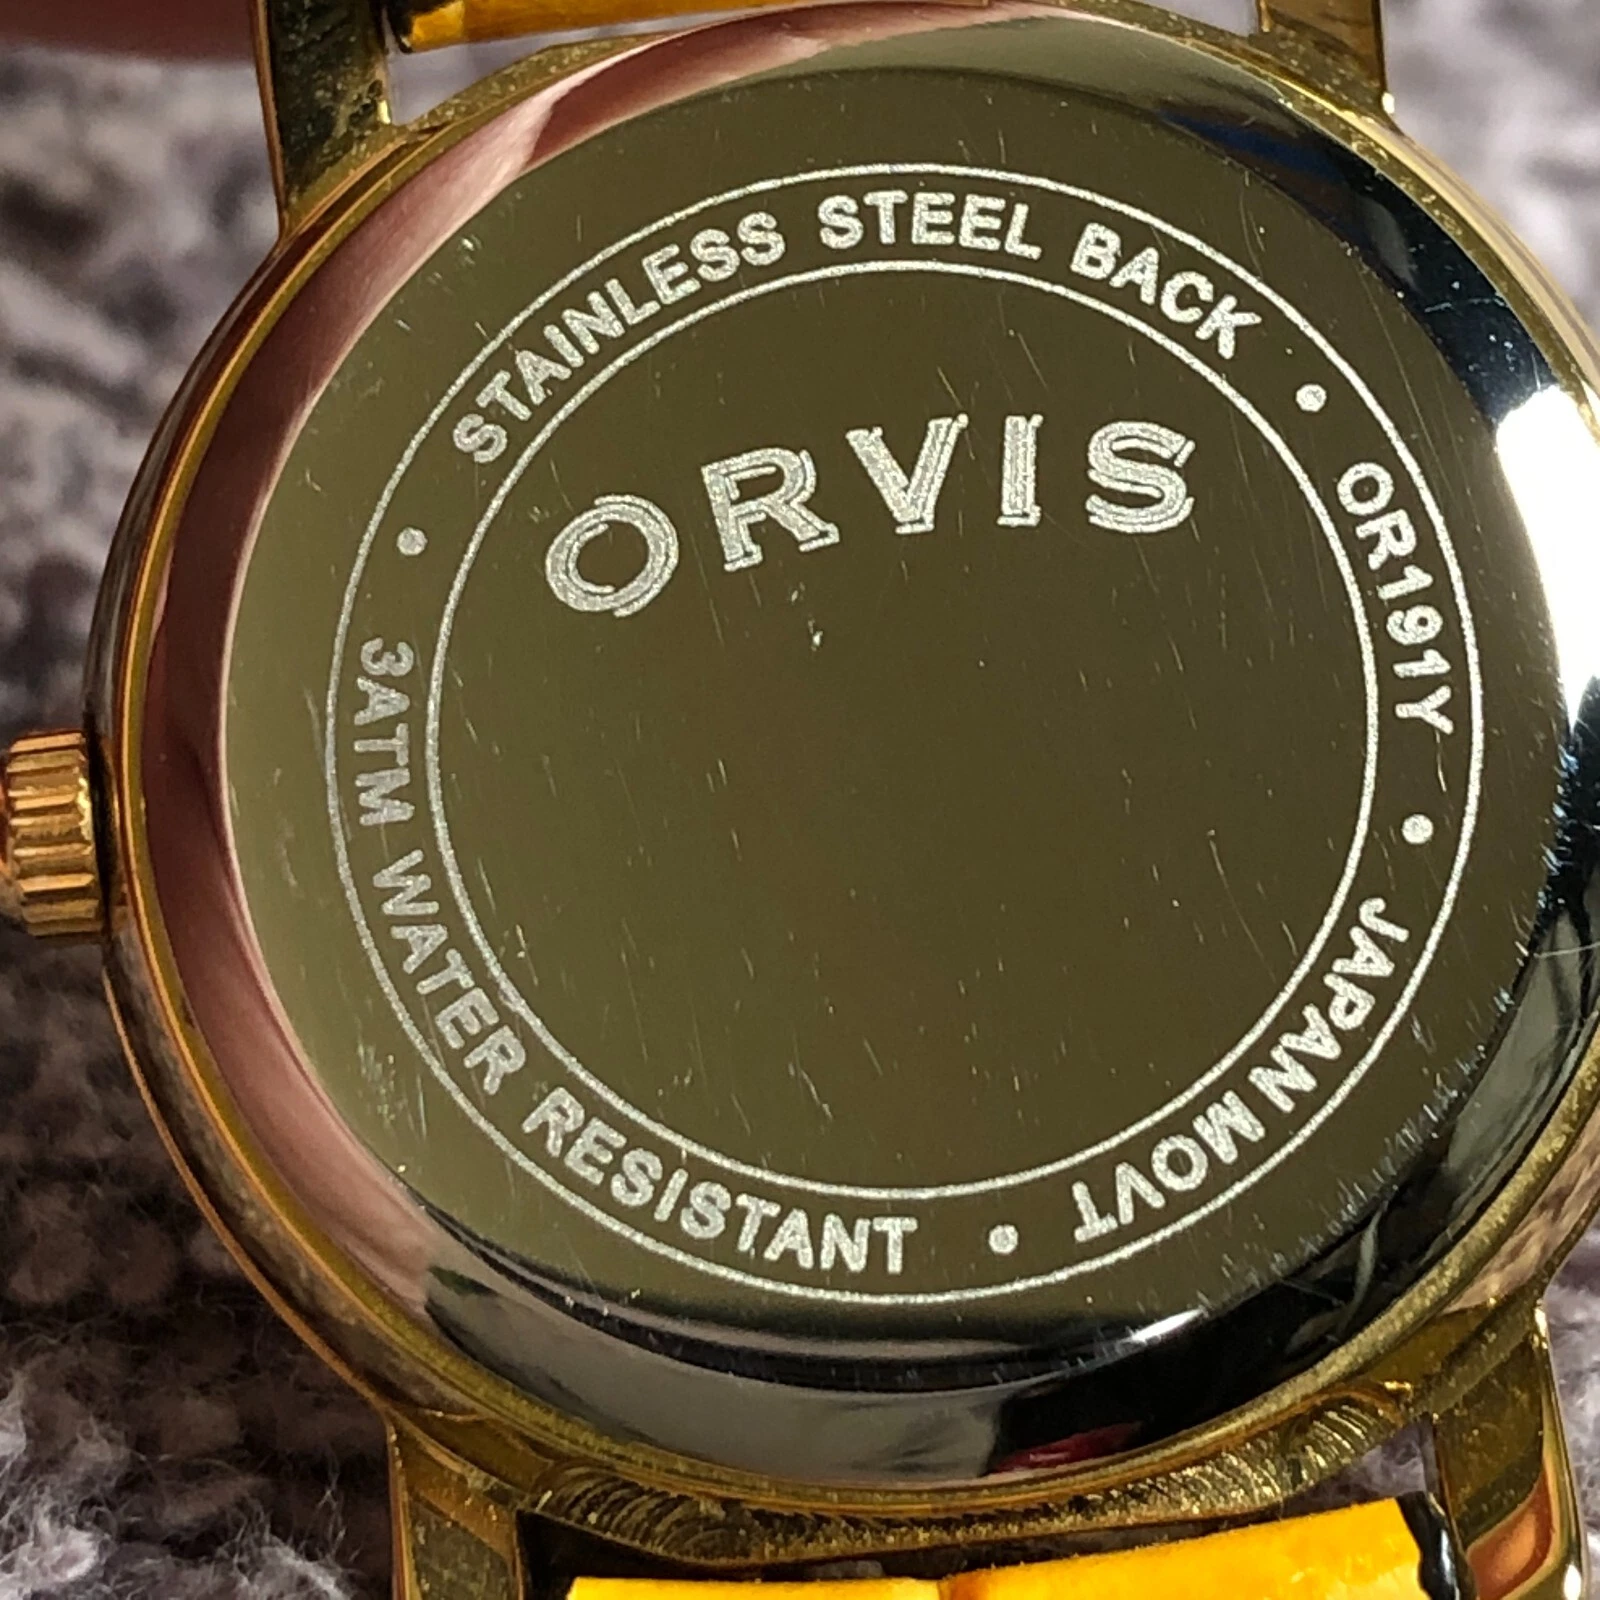 STAINLESS STEEL BACK • OR191Y • JAPAN MOVT • 3ATM WATER RESISTANT •
ORVIS